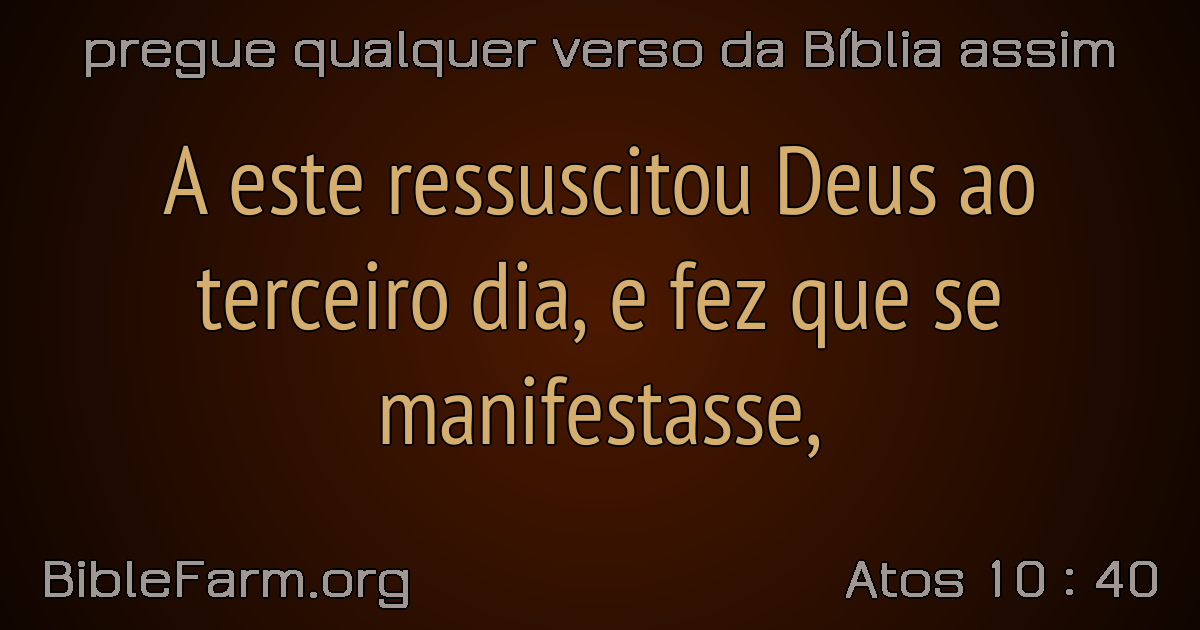 pregue qualquer verso da Bíblia assim
A este ressuscitou Deus ao
terceiro dia, e fez que se
manifestasse,
BibleFarm.org
Atos 10 : 40